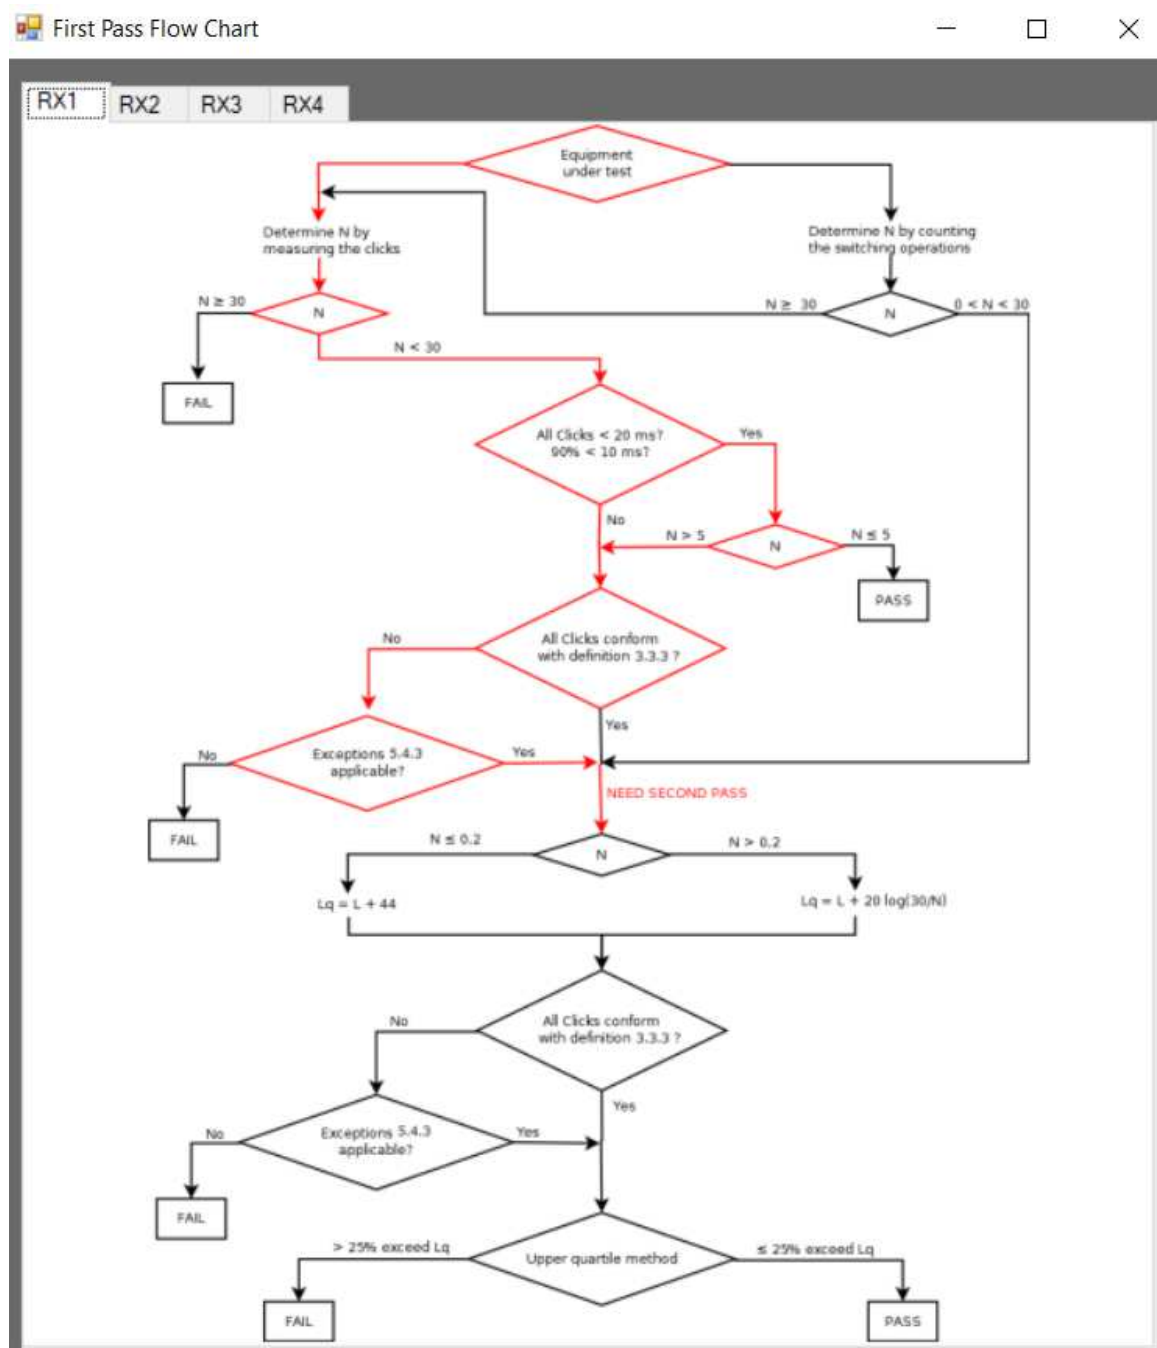 First Pass Flow Chart
RX1
RX2
RX3
RX4
Equipment
under test
Determine N by
measuring the clicks
Determine N by counting
the switching operations
N ≥ 30
N
N ≥ 30
N
0 < N < 30
N < 30
FAIL
All Clicks < 20 ms?
90% < 10 ms?
Yes
No
N > 5
N
N ≤ 5
PASS
No
All Clicks conform
with definition 3.3.3 ?
Yes
No
Exceptions 5.4.3
applicable?
Yes
NEED SECOND PASS
FAIL
N ≤ 0.2
N
N > 0.2
Lq = L + 44
Lq = L + 20 log(30/N)
No
All Clicks conform
with definition 3.3.3 ?
Yes
No
Exceptions 5.4.3
applicable?
Yes
FAIL
> 25% exceed Lq
Upper quartile method
≤ 25% exceed Lq
FAIL
PASS